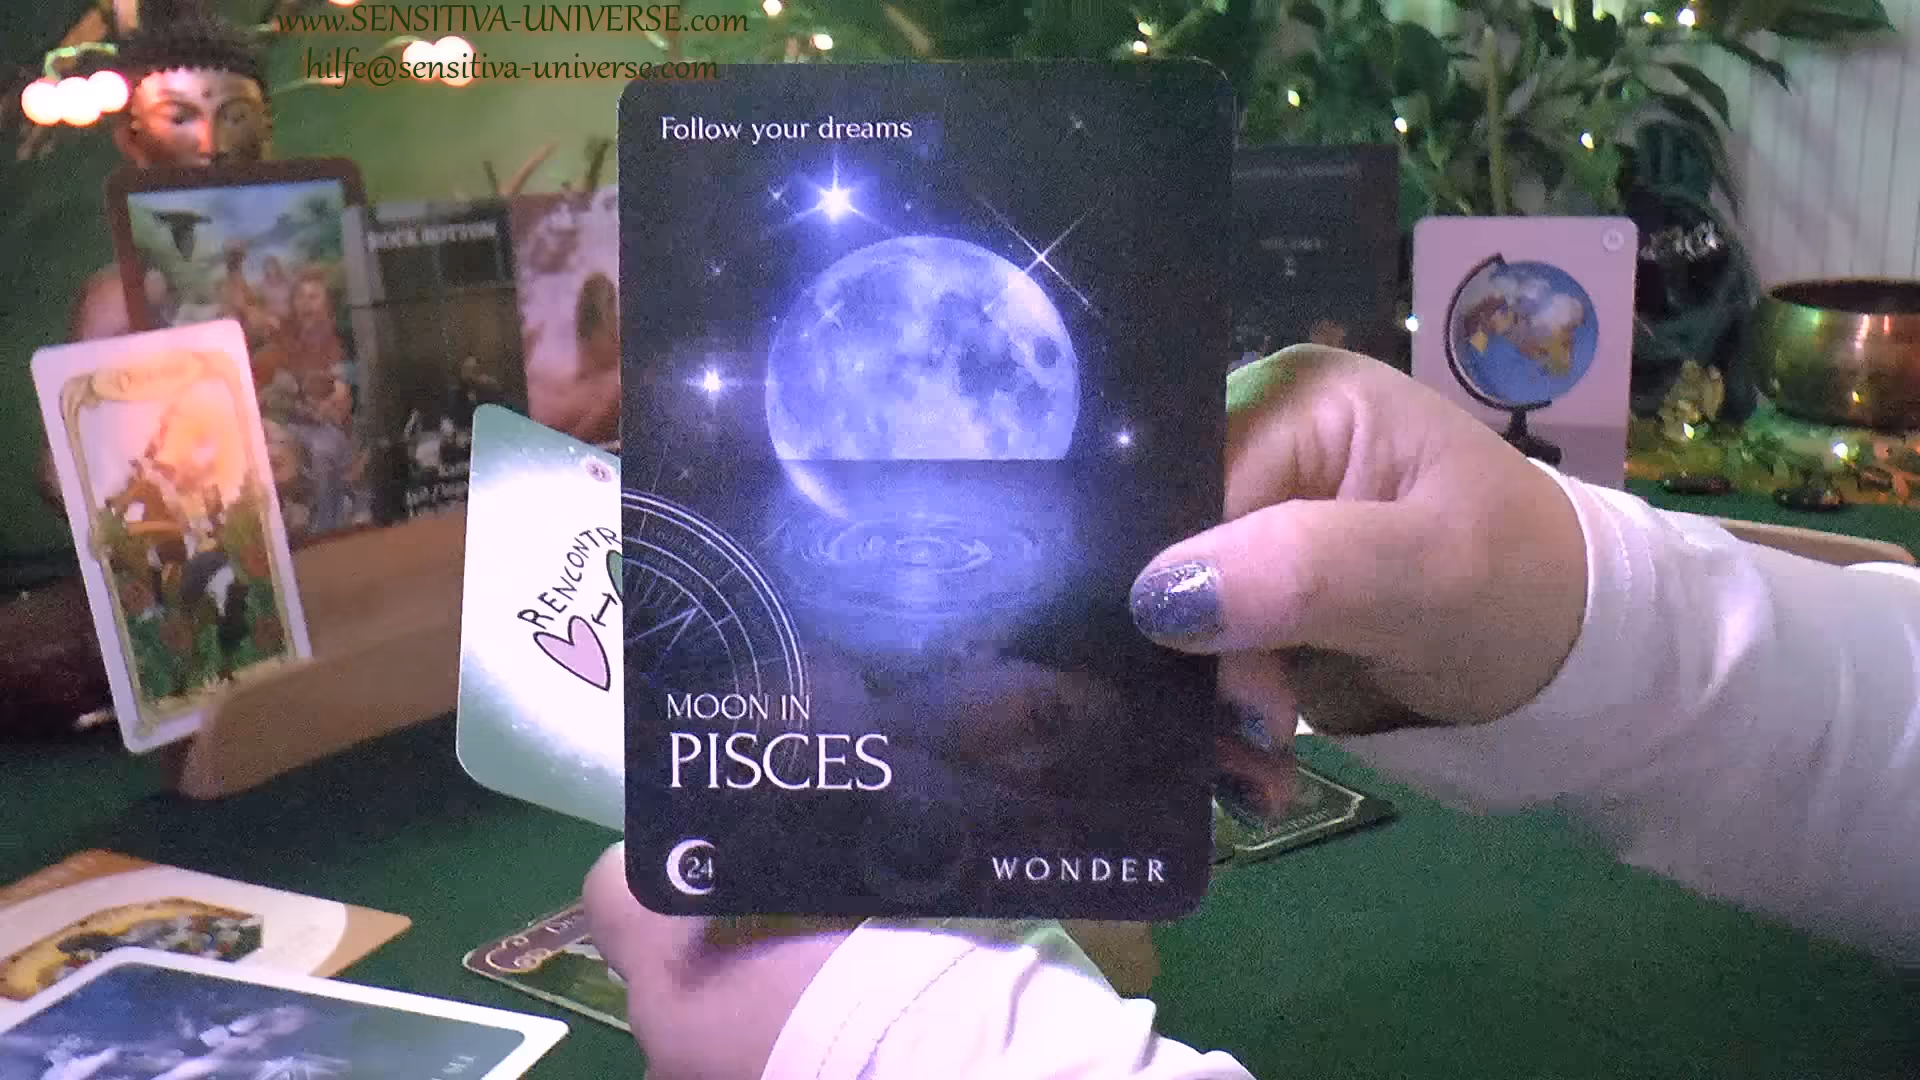 www.SENSITIVA-UNIVERSE.com
hilfe@sensitiva-universe.com
Follow your dreams
ROCK BOTTOM
RENCONTR
MOON IN
PISCES
24
WONDER